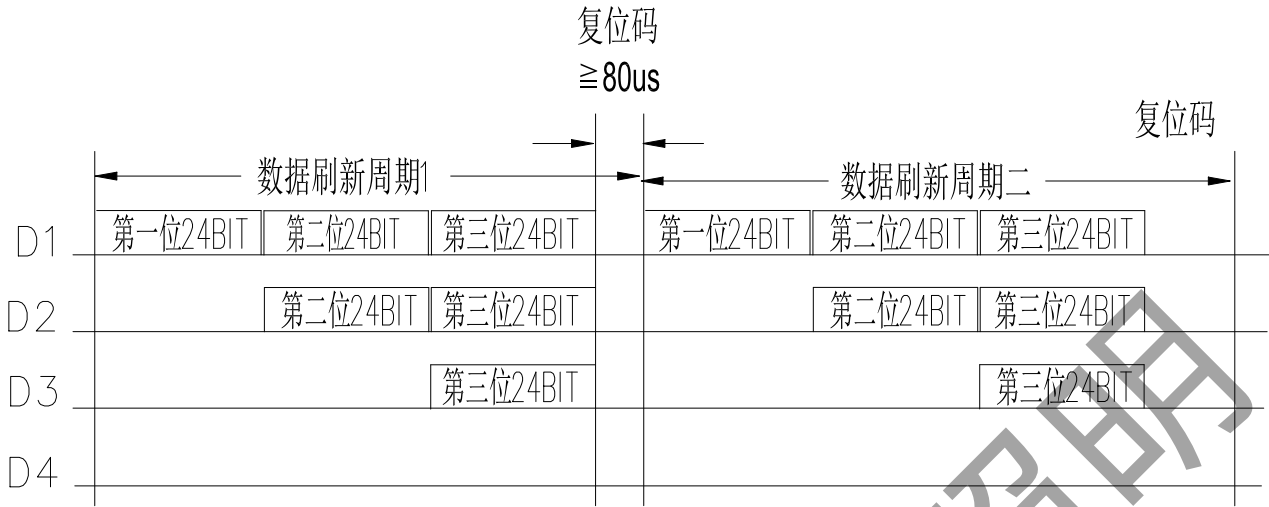 复位码
≧80us
复位码
数据刷新周期1
数据刷新周期二
D1 第一位24BIT 第二位24BIT 第三位24BIT 第一位24BIT 第二位24BIT 第三位24BIT
D2 第二位24BIT 第三位24BIT 第二位24BIT 第三位24BIT
D3 第三位24BIT 第三位24BIT
D4